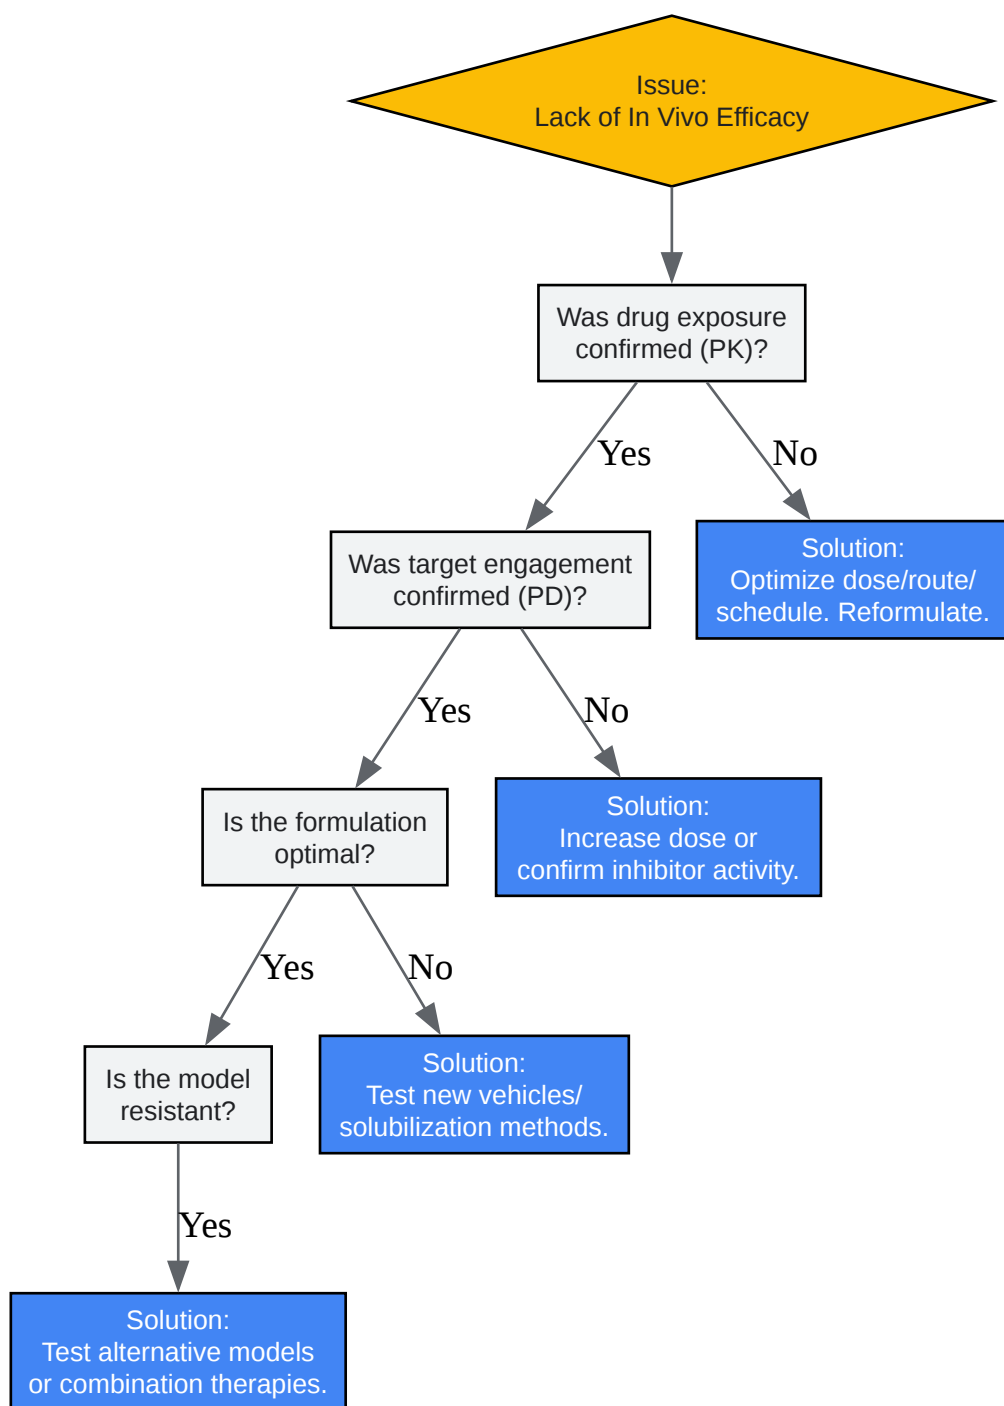 Issue:
Lack of In Vivo Efficacy
Was drug exposure
confirmed (PK)?
Yes
No
Was target engagement
confirmed (PD)?
Solution:
Optimize dose/route/
schedule. Reformulate.
Yes
No
Is the formulation
optimal?
Solution:
Increase dose or
confirm inhibitor activity.
Yes
No
Is the model
resistant?
Solution:
Test new vehicles/
solubilization methods.
Yes
Solution:
Test alternative models
or combination therapies.